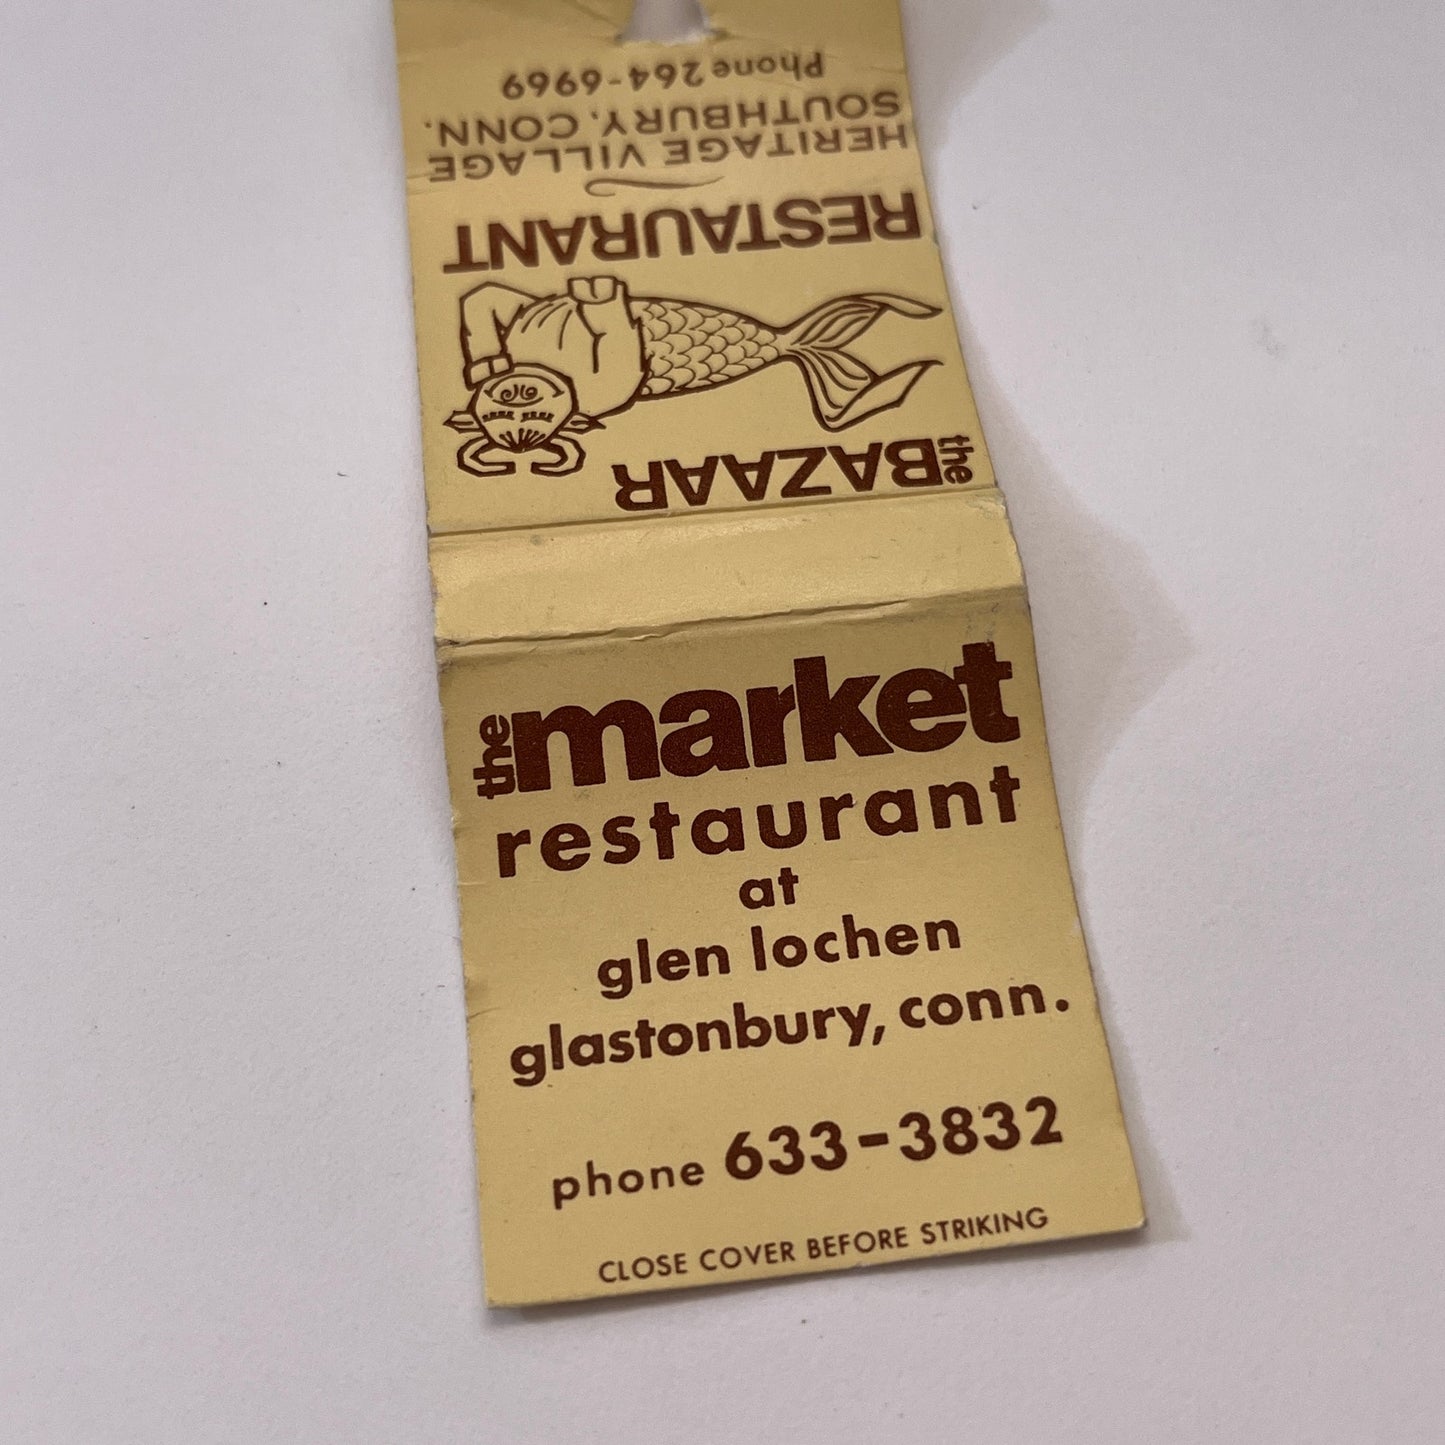 the market
restaurant
at
glen lochen
glastonbury, conn.
phone 633-3832
CLOSE COVER BEFORE STRIKING
the BAZAAR
RESTAURANT
HERITAGE VILLAGE
SOUTHBURY, CONN.
Phone 264-6969